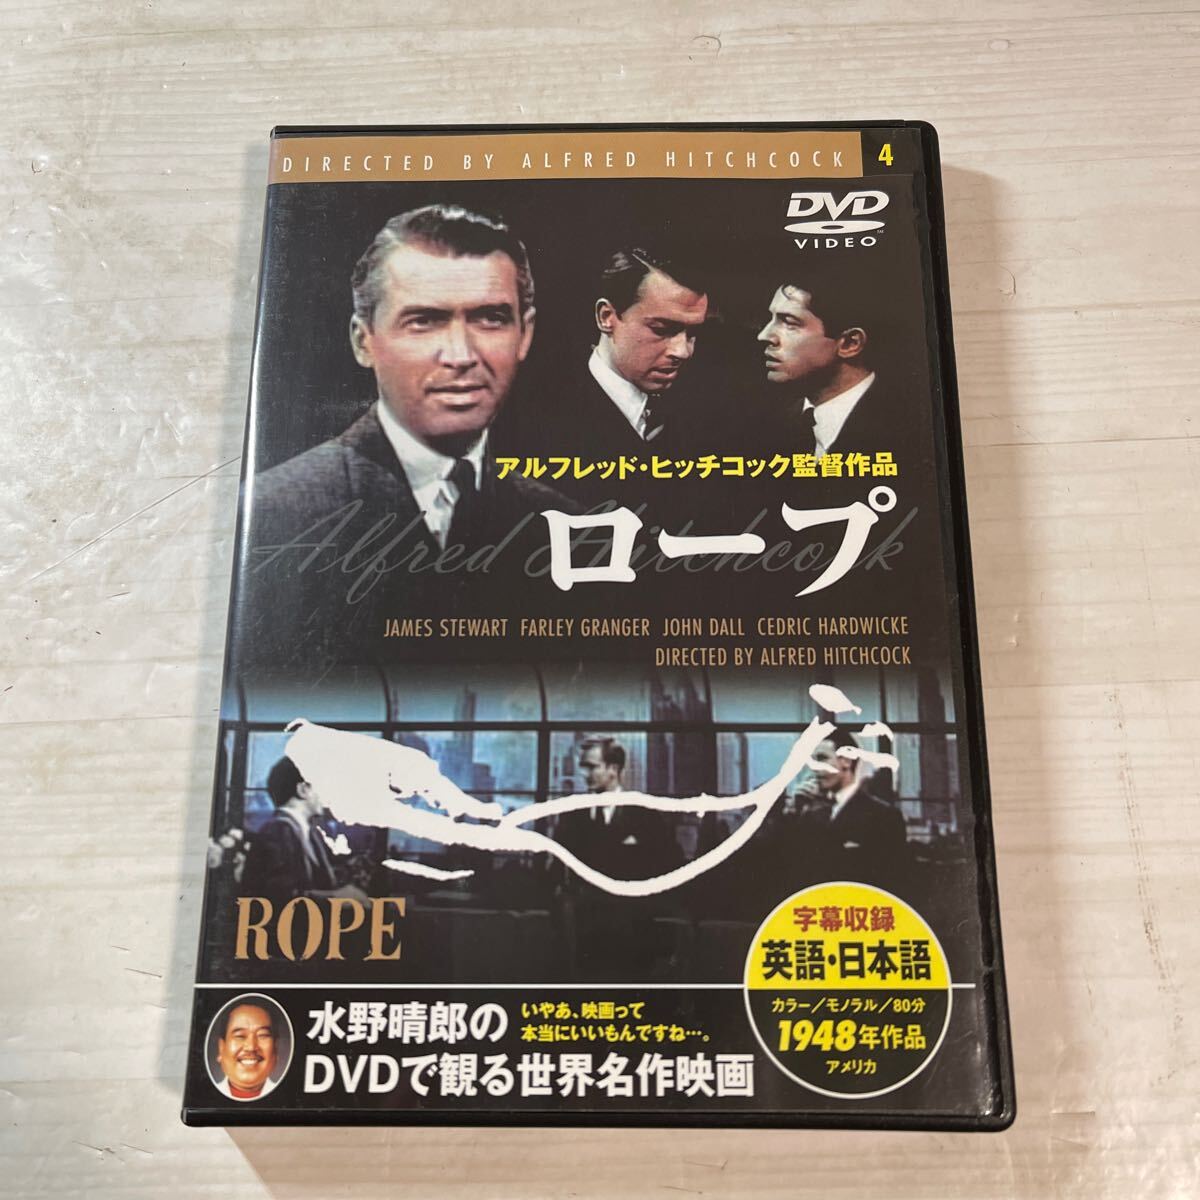 DIRECTED BY ALFRED HITCHCOCK 4
DVD
VIDEO
アルフレッド・ヒッチコック監督作品
Alfred Hitchcock
ロープ
JAMES STEWART FARLEY GRANGER JOHN DALL CEDRIC HARDWICKE
DIRECTED BY ALFRED HITCHCOCK
ROPE
字幕収録
英語・日本語
カラー／モノラル／80分
1948年作品
アメリカ
水野晴郎の
いやあ、映画って
本当にいいもんですね…。
DVDで観る世界名作映画